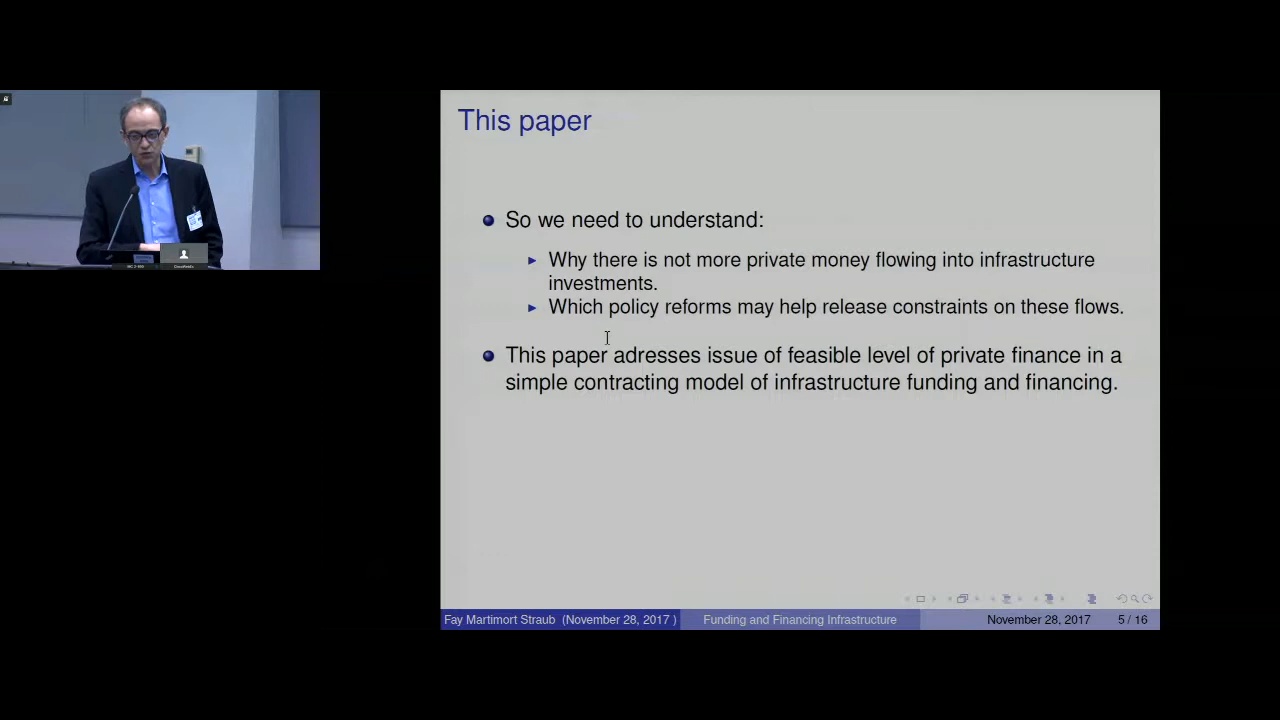 This paper
So we need to understand:
Why there is not more private money flowing into infrastructure
investments.
Which policy reforms may help release constraints on these flows.
This paper adresses issue of feasible level of private finance in a
simple contracting model of infrastructure funding and financing.
Fay Martimort Straub (November 28, 2017 ) Funding and Financing Infrastructure November 28, 2017 5 / 16